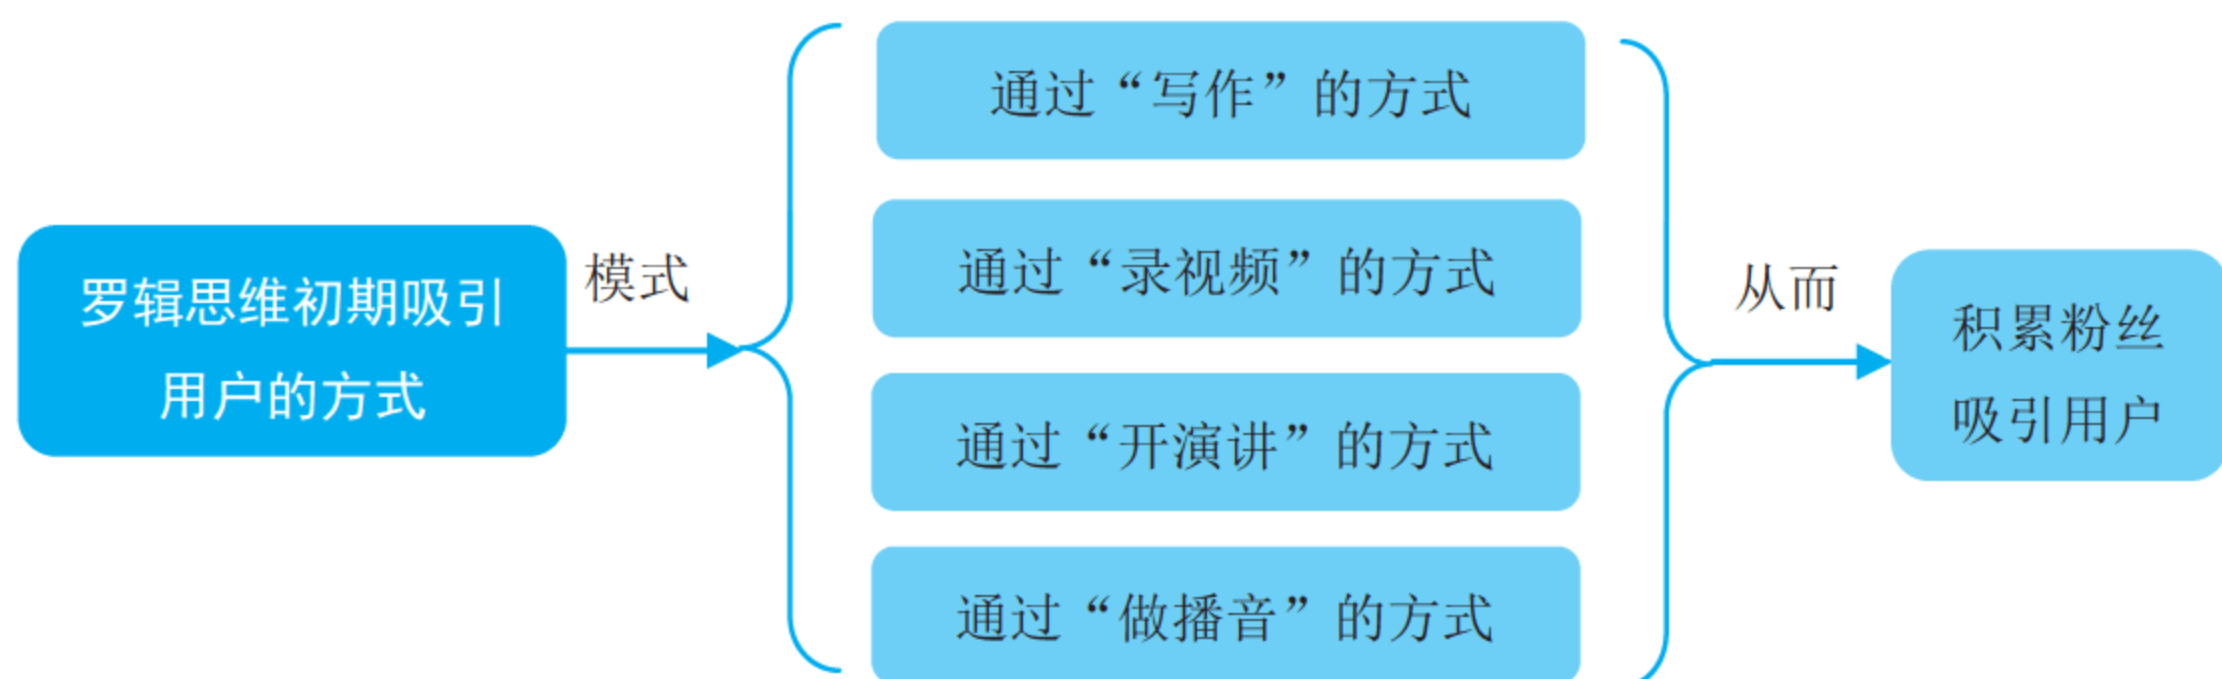 罗辑思维初期吸引
用户的方式
模式
通过“写作”的方式
通过“录视频”的方式
通过“开演讲”的方式
通过“做播音”的方式
从而
积累粉丝
吸引用户